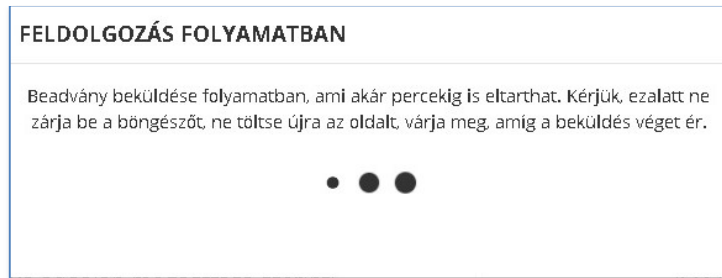 FELDOLGOZÁS FOLYAMATBAN
Beadvány beküldése folyamatban, ami akár percekig is eltarthat. Kérjük, ezalatt ne
zárja be a böngészőt, ne töltse újra az oldalt, várja meg, amíg a beküldés véget ér.